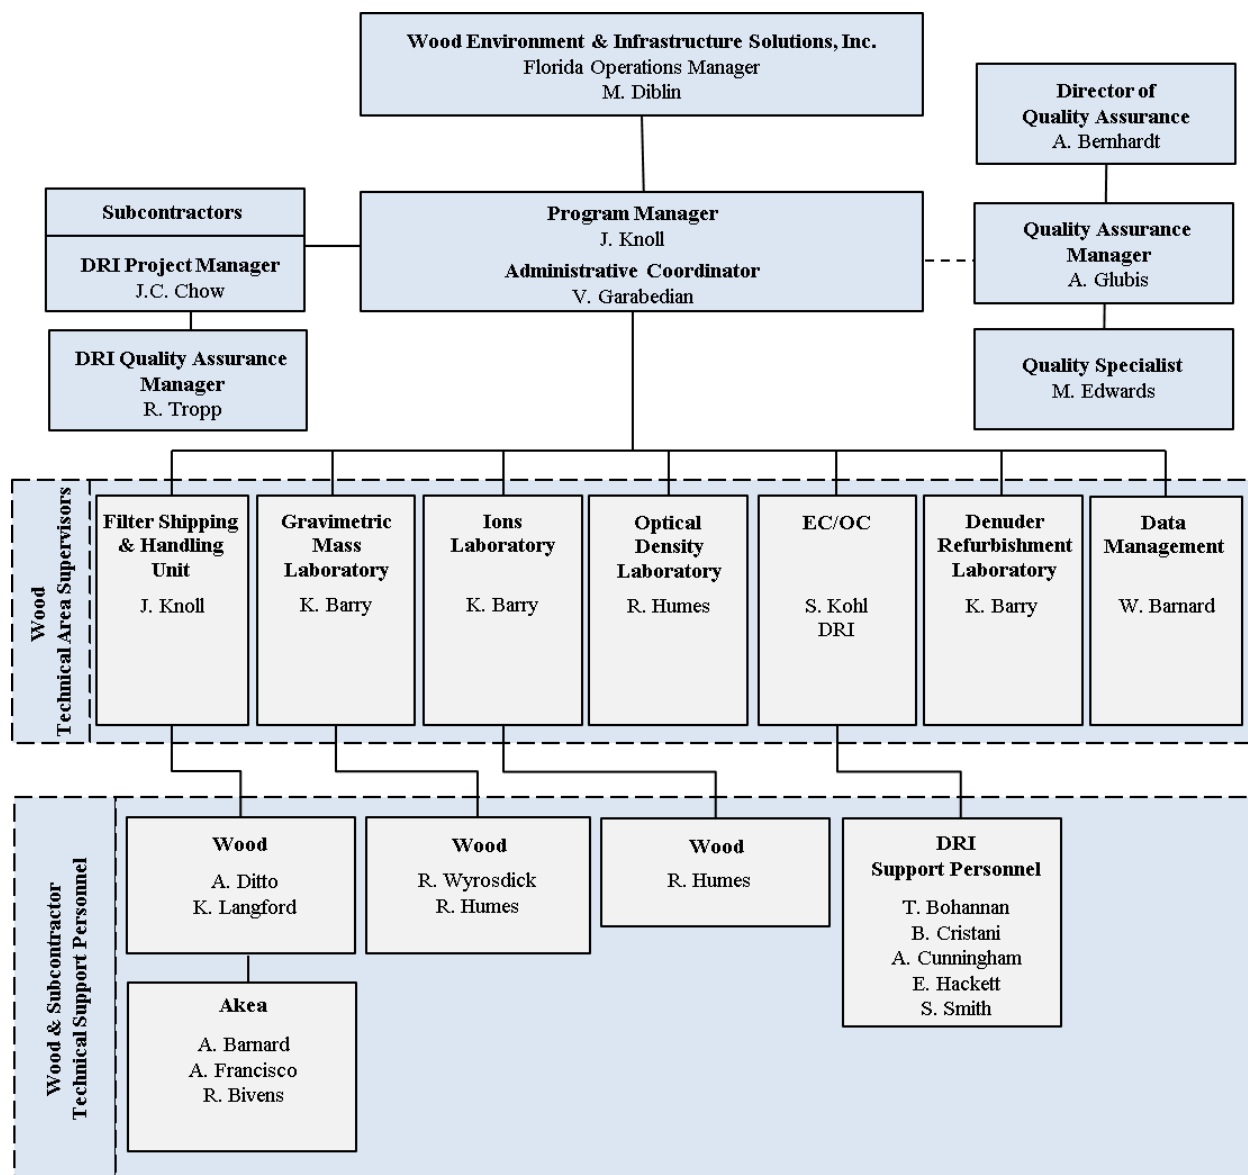 Wood Environment & Infrastructure Solutions, Inc.
Florida Operations Manager
M. Diblin
Director of
Quality Assurance
A. Bernhardt
Subcontractors
DRI Project Manager
J.C. Chow
Program Manager
J. Knoll
Administrative Coordinator
V. Garabedian
Quality Assurance
Manager
A. Glubis
DRI Quality Assurance
Manager
R. Tropp
Quality Specialist
M. Edwards
Wood
Technical Area Supervisors
Filter Shipping
& Handling
Unit
J. Knoll
Gravimetric
Mass
Laboratory
K. Barry
Ions
Laboratory
K. Barry
Optical
Density
Laboratory
R. Humes
EC/OC
S. Kohl
DRI
Denuder
Refurbishment
Laboratory
K. Barry
Data
Management
W. Barnard
Wood & Subcontractor
Technical Support Personnel
Wood
A. Ditto
K. Langford
Wood
R. Wyrosdick
R. Humes
Wood
R. Humes
DRI
Support Personnel
T. Bohannan
B. Cristani
A. Cunningham
E. Hackett
S. Smith
Akea
A. Barnard
A. Francisco
R. Bivens